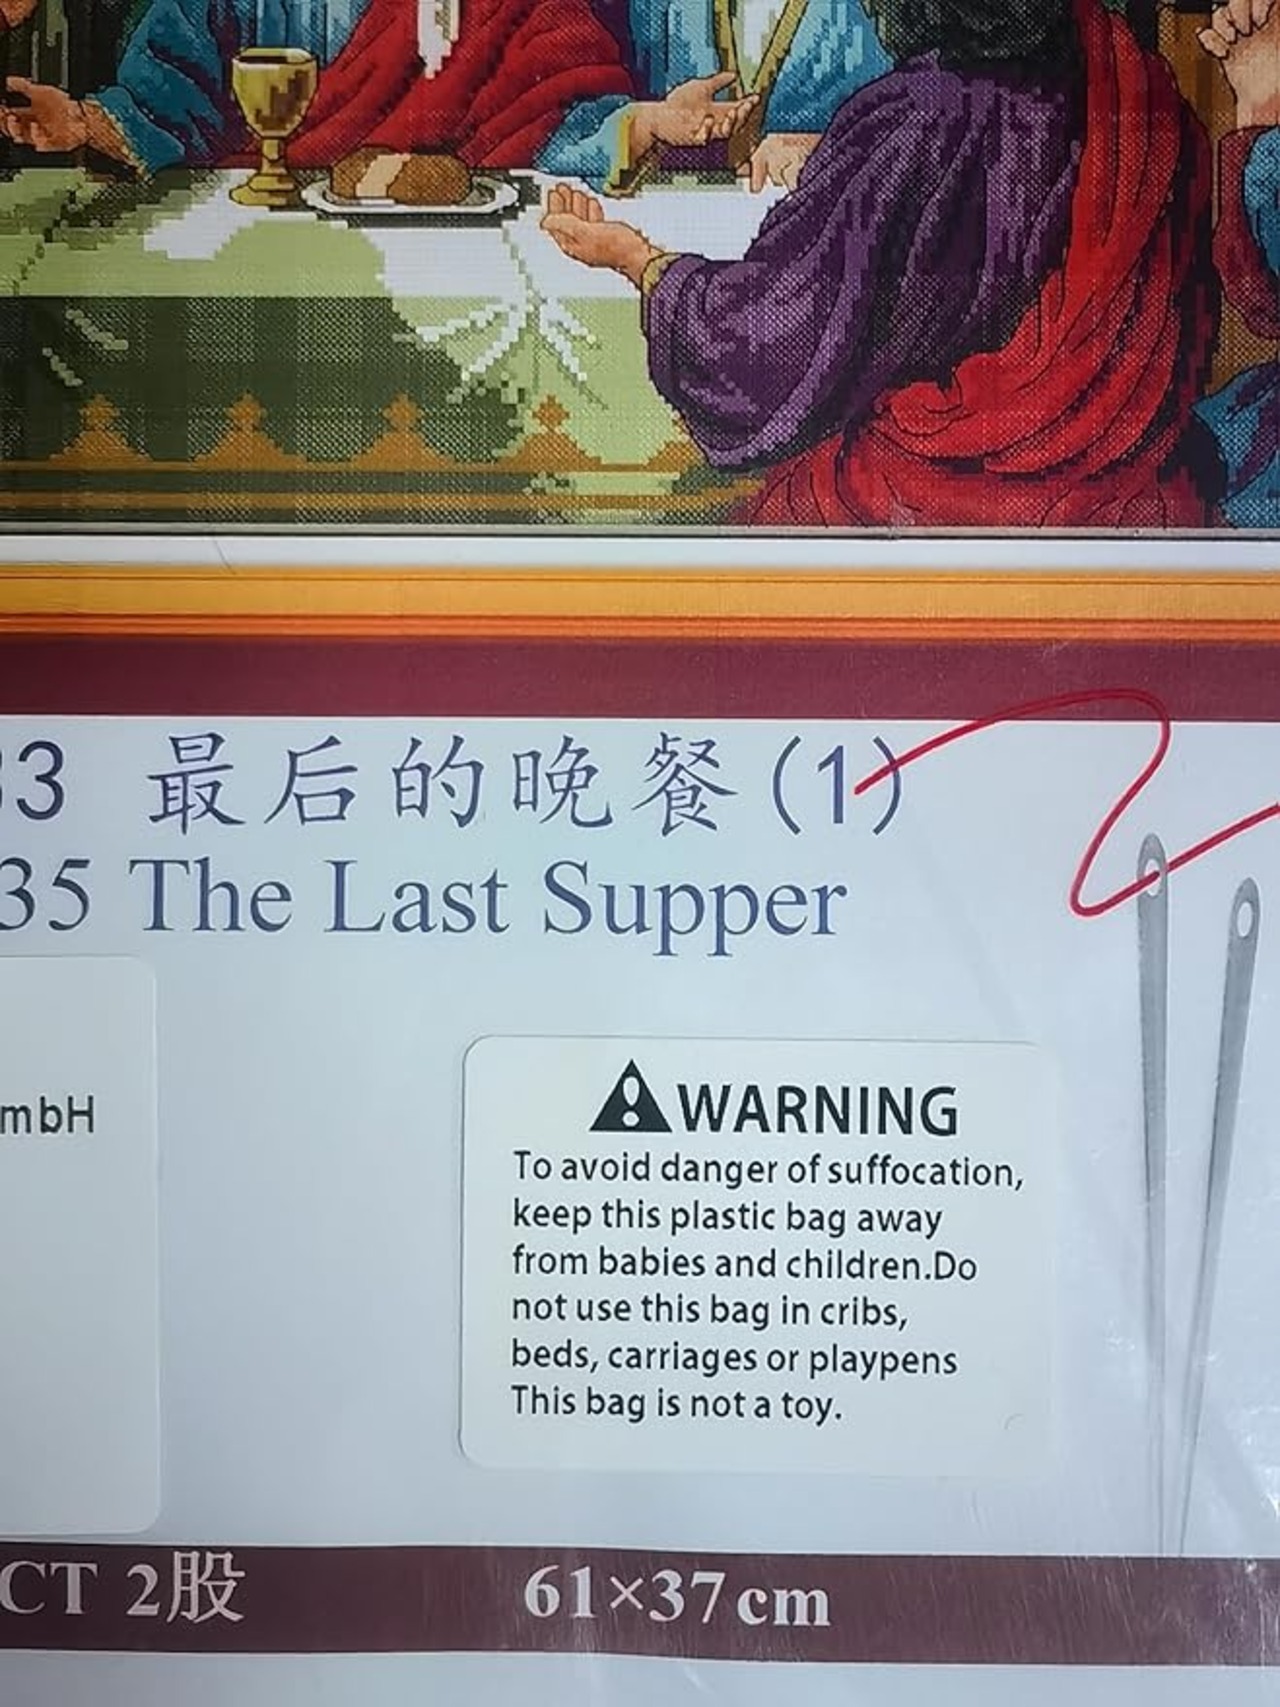 33 最后的晚餐(1)
35 The Last Supper
mbH
WARNING
To avoid danger of suffocation,
keep this plastic bag away
from babies and children.Do
not use this bag in cribs,
beds, carriages or playpens
This bag is not a toy.
CT 2股 61×37cm